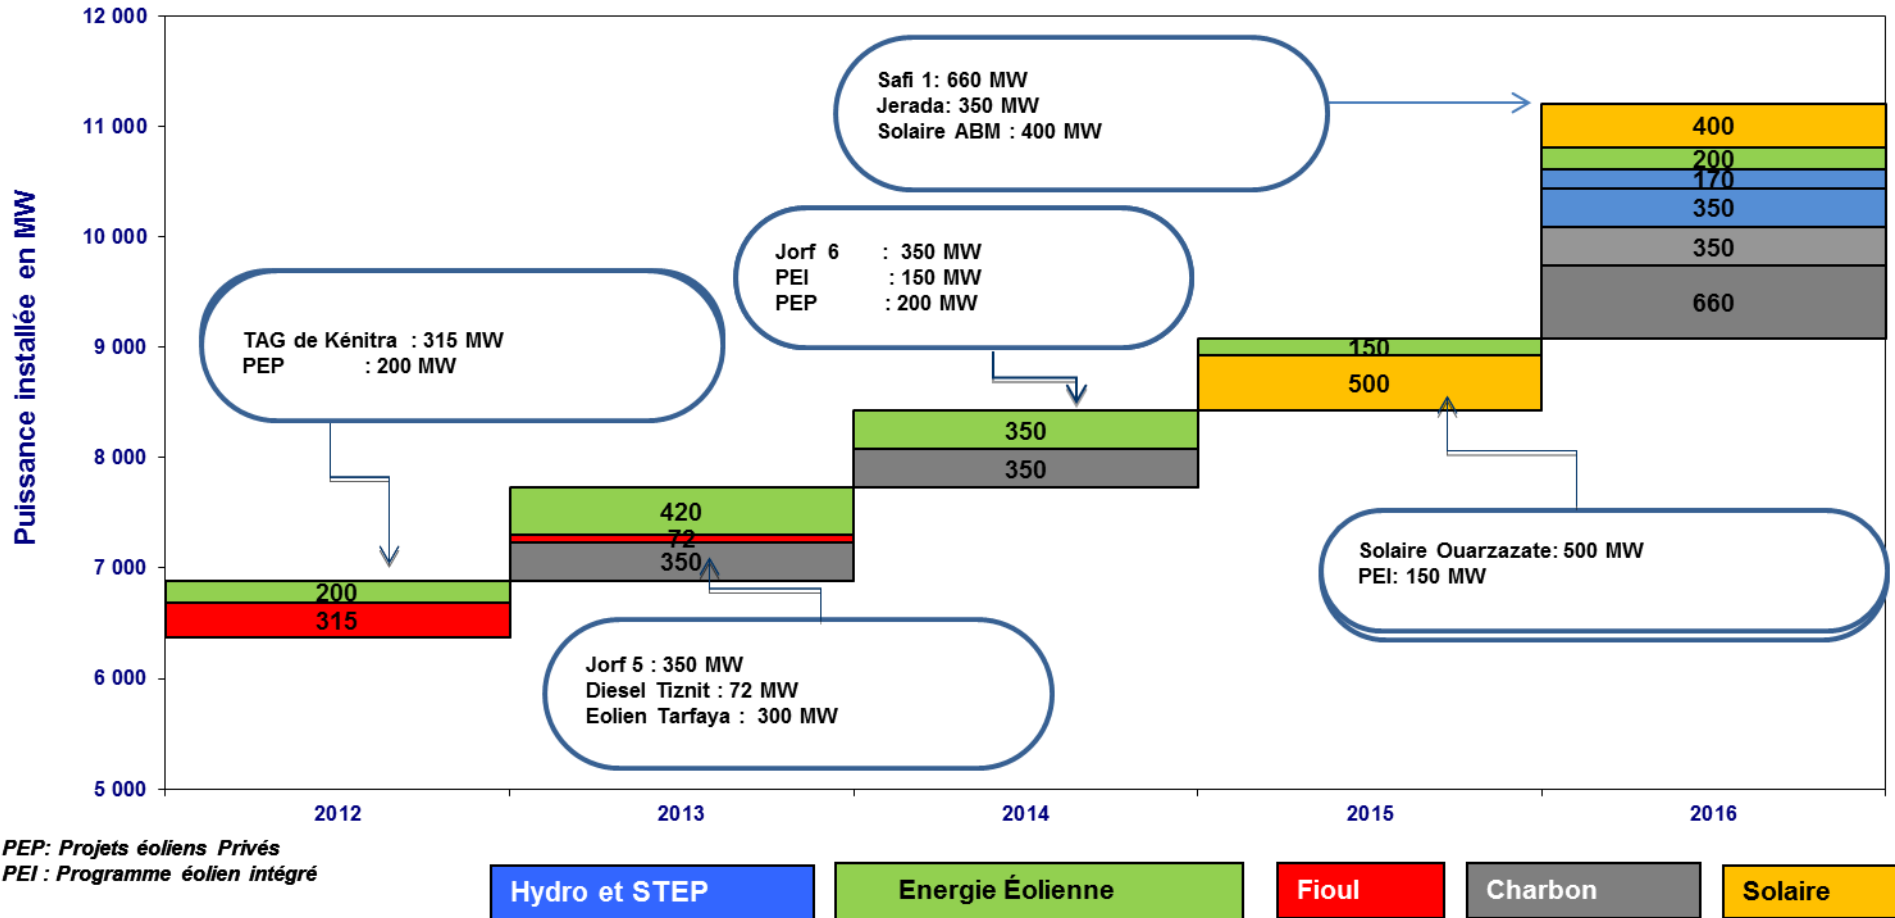 Puissance installée en MW
12 000
11 000
10 000
9 000
8 000
7 000
6 000
5 000
Safi 1: 660 MW
Jerada: 350 MW
Solaire ABM : 400 MW
Jorf 6 : 350 MW
PEI : 150 MW
PEP : 200 MW
TAG de Kénitra : 315 MW
PEP : 200 MW
Jorf 5 : 350 MW
Diesel Tiznit : 72 MW
Eolien Tarfaya : 300 MW
Solaire Ouarzazate: 500 MW
PEI: 150 MW
200
315
420
72
350
350
350
150
500
400
200
170
350
350
660
2012 2013 2014 2015 2016
PEP: Projets éoliens Privés
PEI : Programme éolien intégré
Hydro et STEP
Energie Éolienne
Fioul
Charbon
Solaire